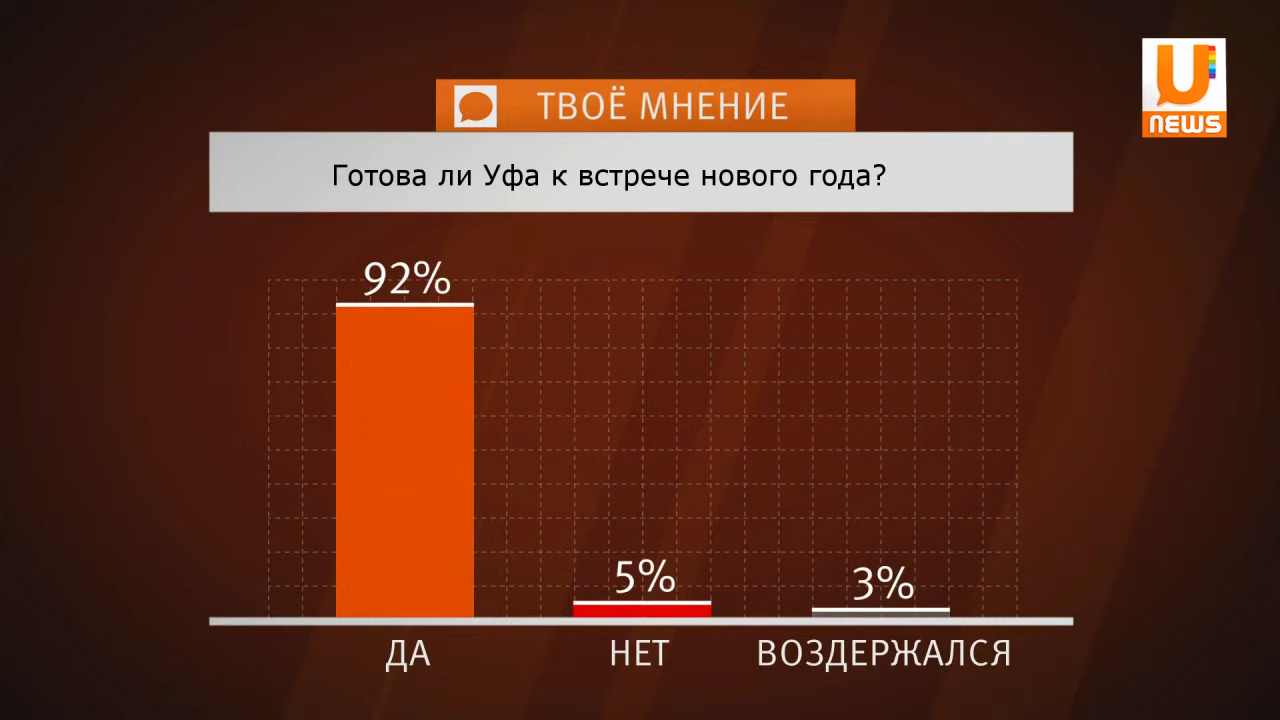 U
NEWS
ТВОЁ МНЕНИЕ
Готова ли Уфа к встрече нового года?
92%
5%
3%
ДА
НЕТ
ВОЗДЕРЖАЛСЯ